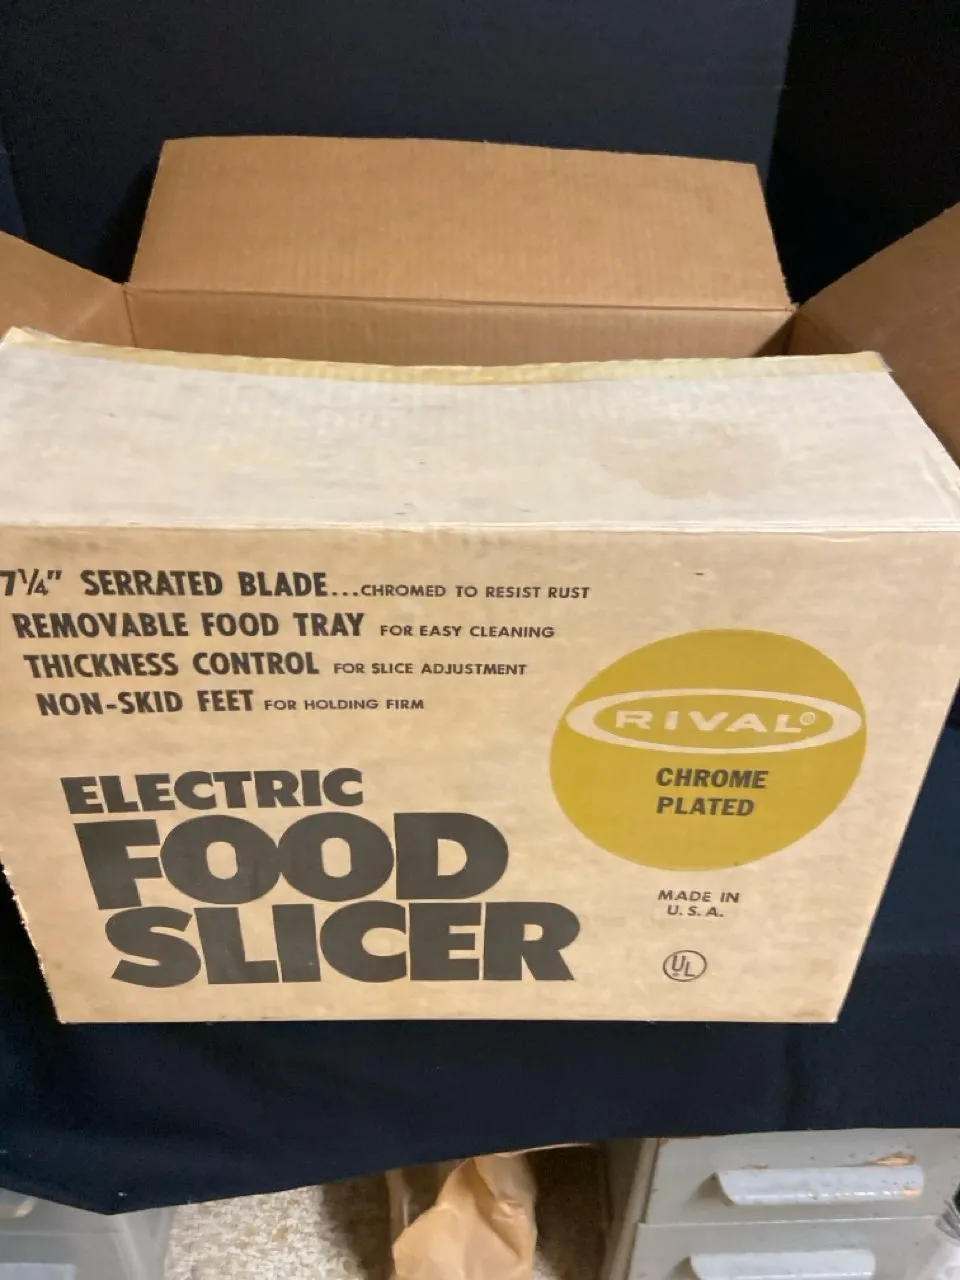 7¼" SERRATED BLADE...CHROMED TO RESIST RUST
REMOVABLE FOOD TRAY FOR EASY CLEANING
THICKNESS CONTROL FOR SLICE ADJUSTMENT
NON-SKID FEET FOR HOLDING FIRM
RIVAL®
CHROME
PLATED
ELECTRIC
FOOD
SLICER
MADE IN
U.S.A.
UL